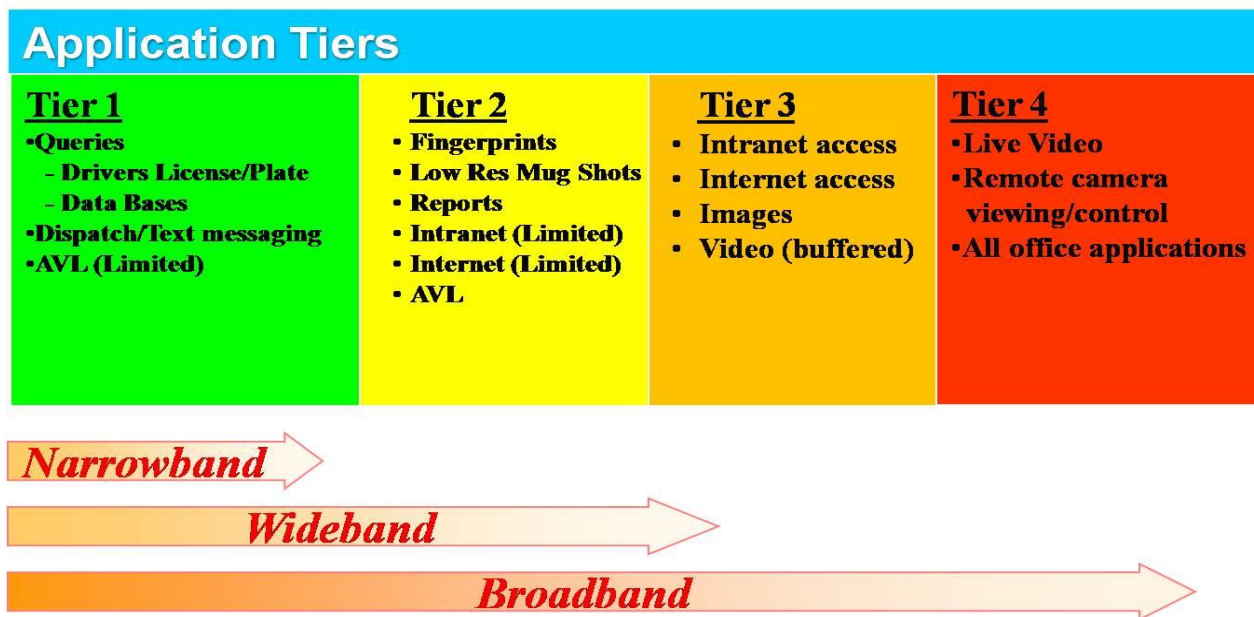 Application Tiers
Tier 1
•Queries
– Drivers License/Plate
– Data Bases
•Dispatch/Text messaging
•AVL (Limited)
Tier 2
• Fingerprints
• Low Res Mug Shots
• Reports
• Intranet (Limited)
• Internet (Limited)
• AVL
Tier 3
• Intranet access
• Internet access
• Images
• Video (buffered)
Tier 4
•Live Video
•Remote camera
viewing/control
•All office applications
Narrowband
Wideband
Broadband